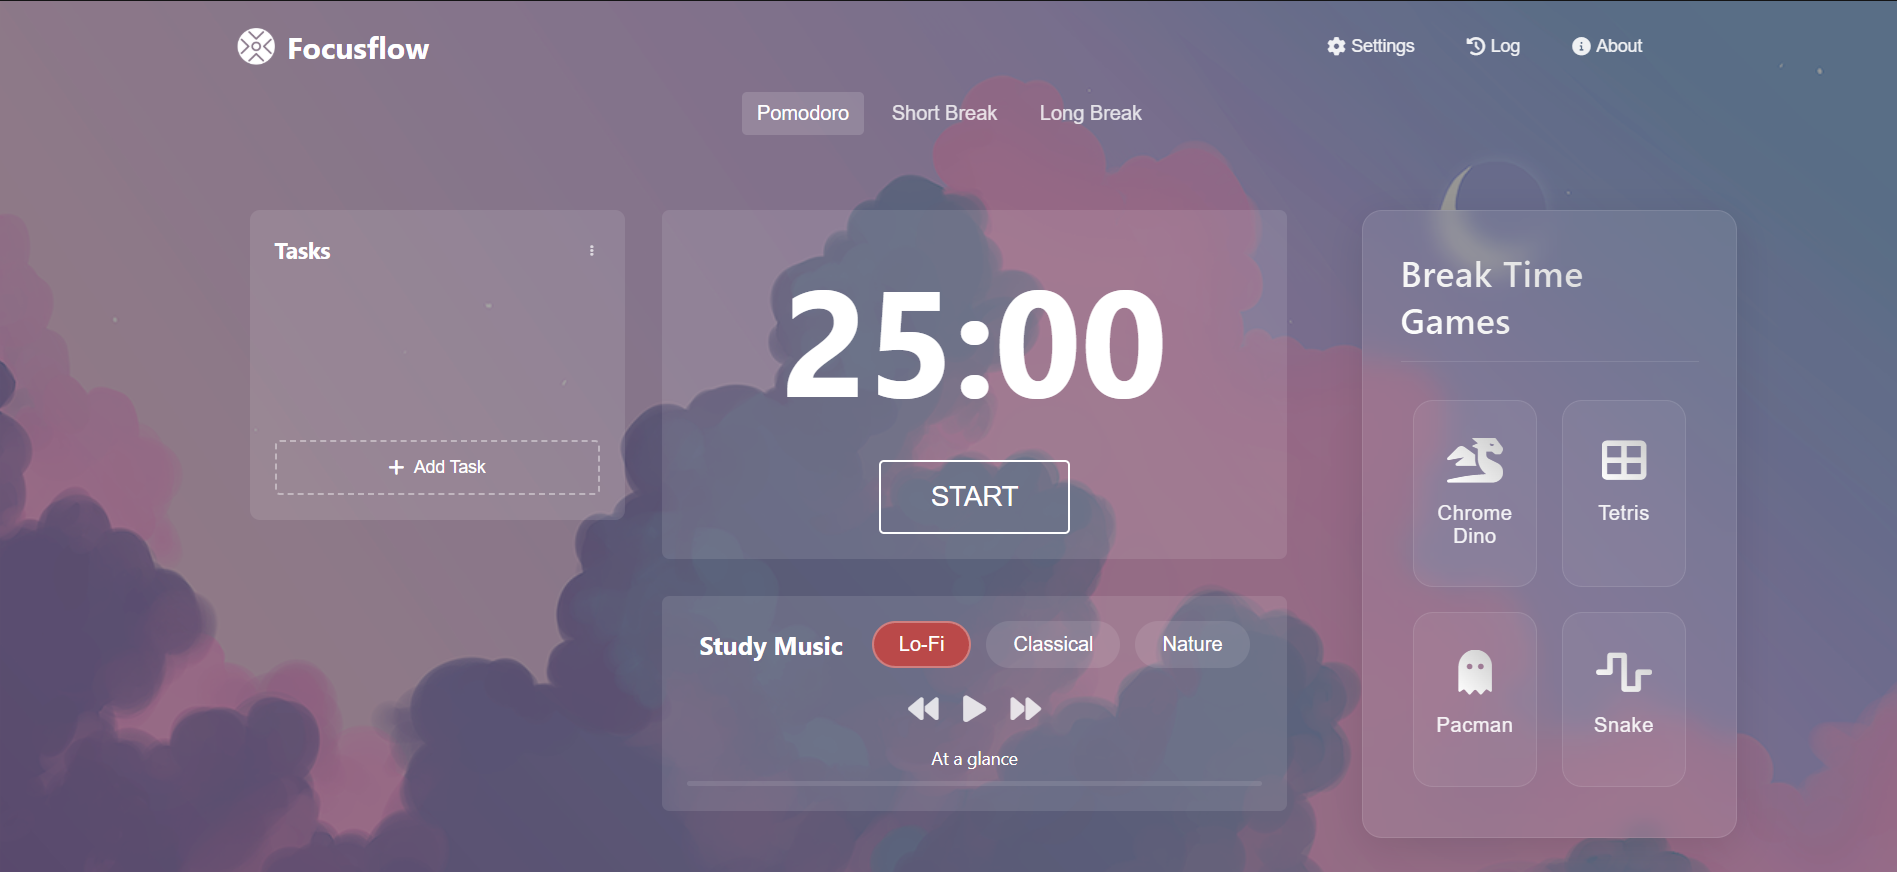 Focusflow
Settings
Log
About
Pomodoro
Short Break
Long Break
Tasks
+ Add Task
25:00
START
Study Music
Lo-Fi
Classical
Nature
At a glance
Break Time
Games
Chrome
Dino
Tetris
Pacman
Snake